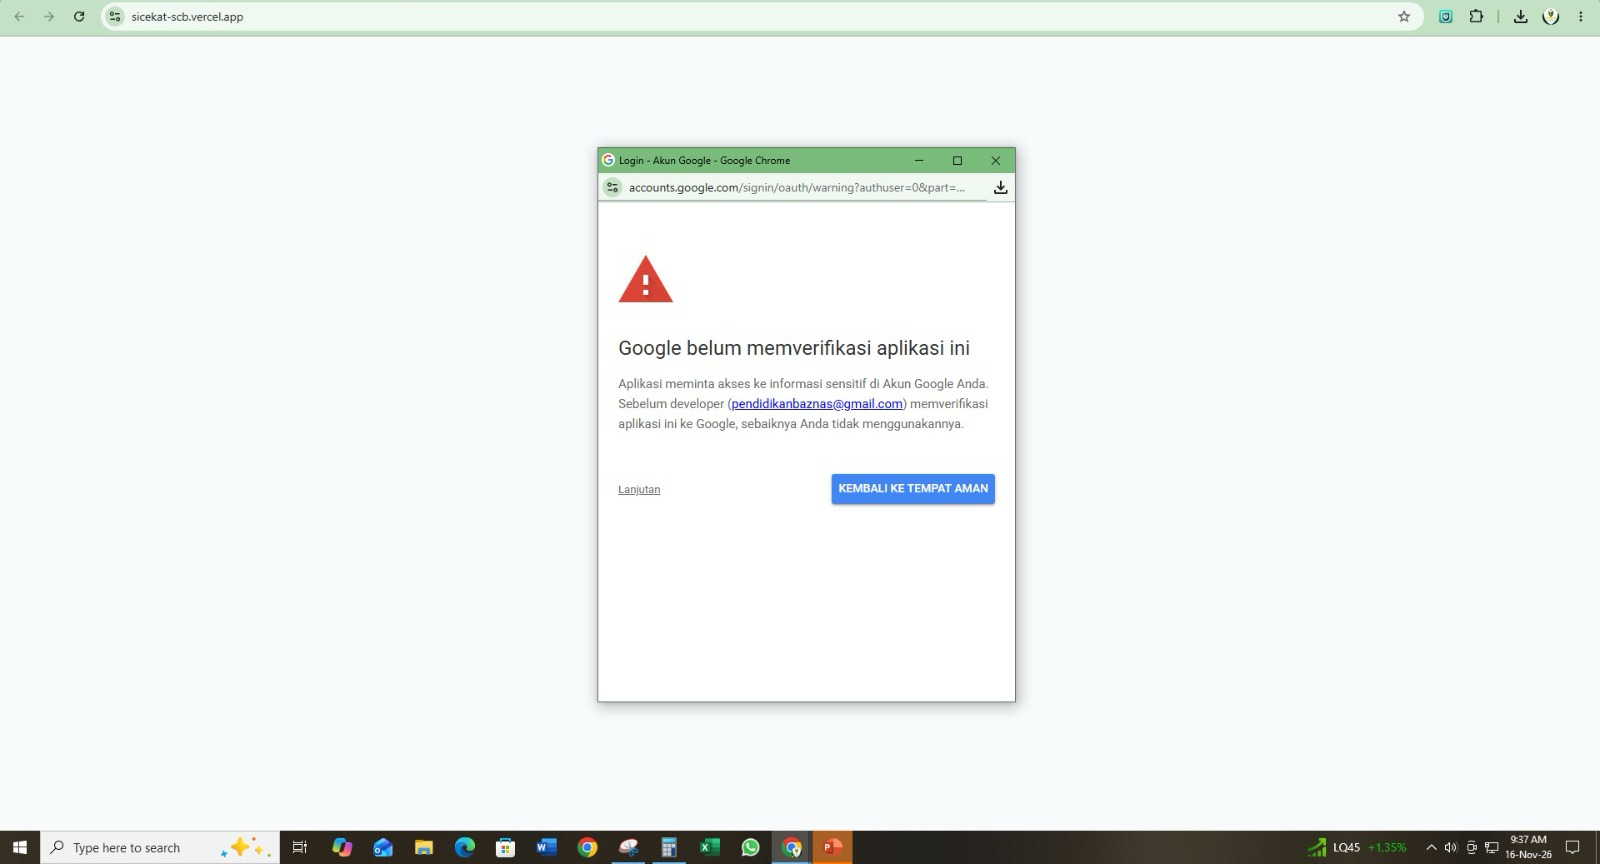 sicekat-scb.vercel.app
Login - Akun Google - Google Chrome
accounts.google.com/signin/oauth/warning?authuser=0&part=...
Google belum memverifikasi aplikasi ini
Aplikasi meminta akses ke informasi sensitif di Akun Google Anda.
Sebelum developer (pendidikanbaznas@gmail.com) memverifikasi
aplikasi ini ke Google, sebaiknya Anda tidak menggunakannya.
Lanjutan
KEMBALI KE TEMPAT AMAN
Type here to search
LQ45 +1,35%
9:37 AM
16-Nov-26